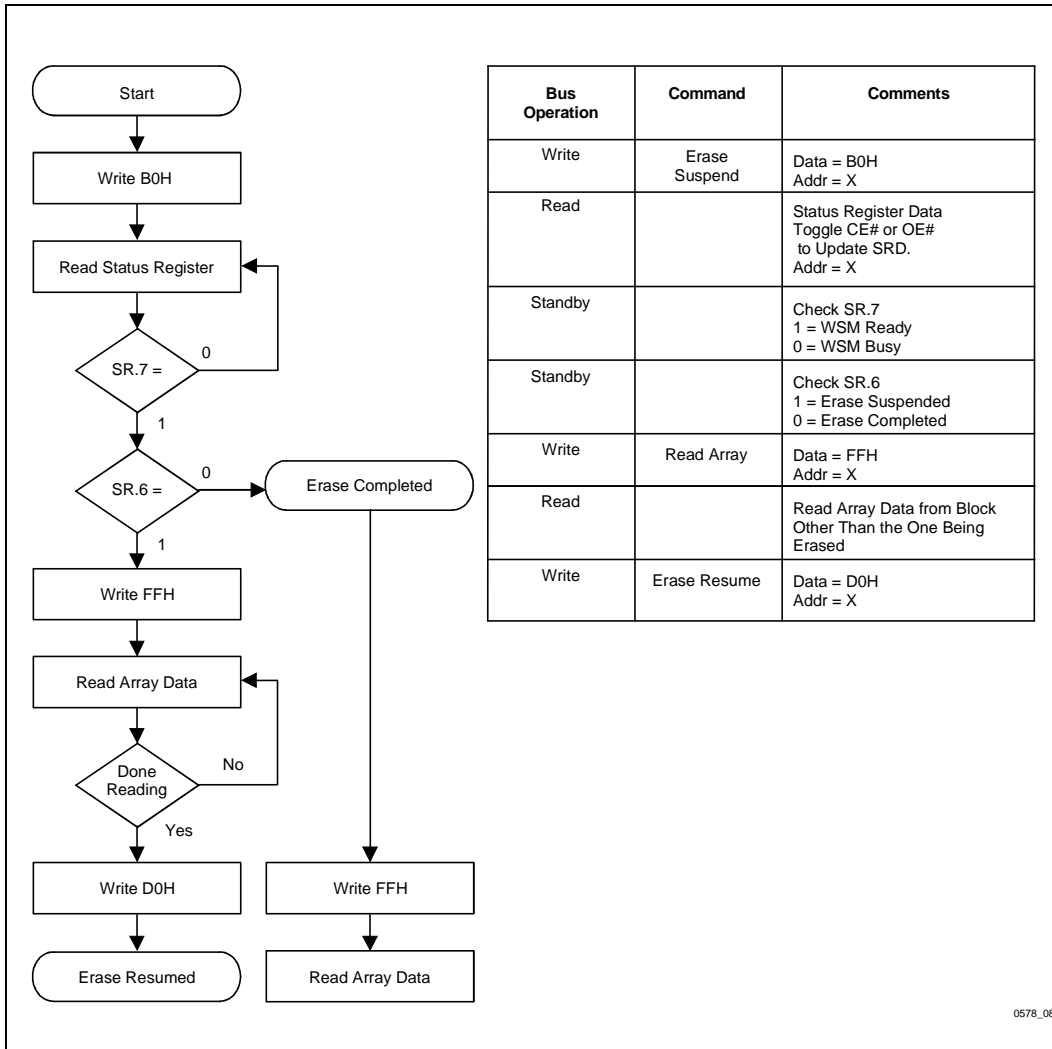 Start
Write B0H
Read Status Register
SR.7 =
0
1
SR.6 =
0
Erase Completed
1
Write FFH
Read Array Data
Done
Reading
No
Yes
Write D0H
Write FFH
Erase Resumed
Read Array Data
Bus
Operation
Command
Comments
Write
Erase
Suspend
Data = B0H
Addr = X
Read
Status Register Data
Toggle CE# or OE#
to Update SRD.
Addr = X
Standby
Check SR.7
1 = WSM Ready
0 = WSM Busy
Standby
Check SR.6
1 = Erase Suspended
0 = Erase Completed
Write
Read Array
Data = FFH
Addr = X
Read
Read Array Data from Block
Other Than the One Being
Erased
Write
Erase Resume
Data = D0H
Addr = X
0578_08